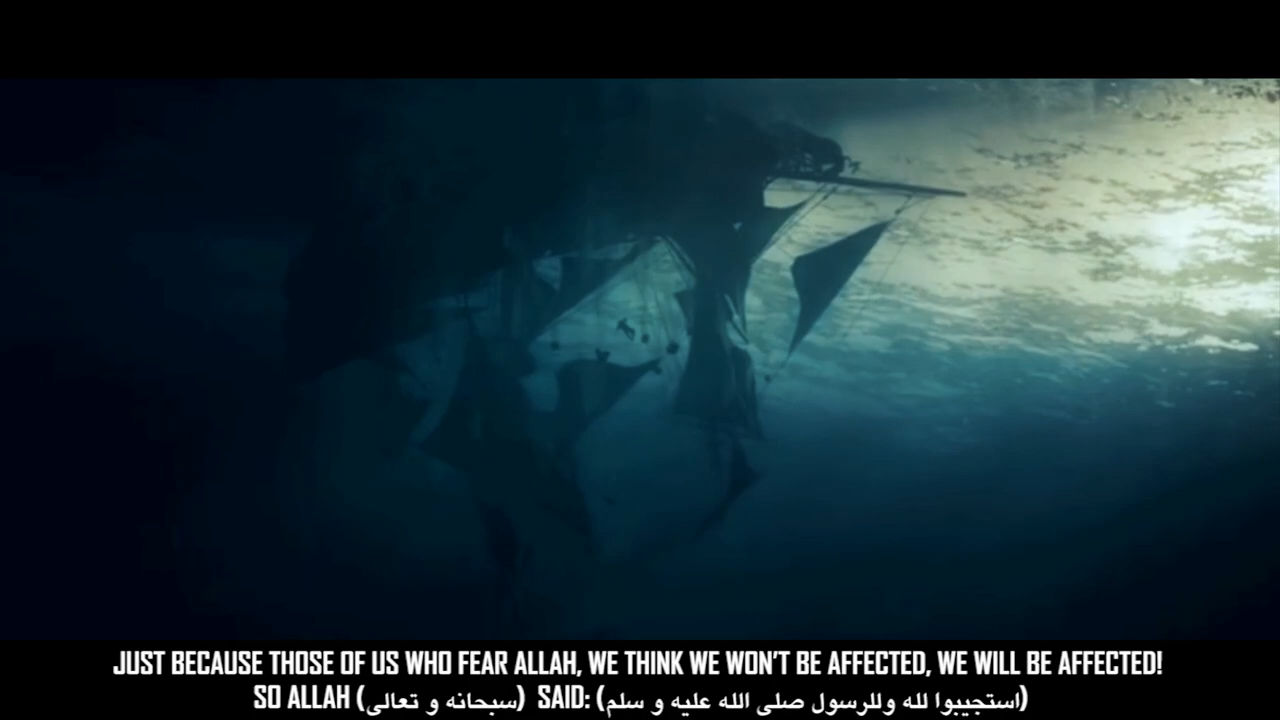 JUST BECAUSE THOSE OF US WHO FEAR ALLAH, WE THINK WE WON'T BE AFFECTED, WE WILL BE AFFECTED!
SO ALLAH (سبحانه و تعالى) SAID: (استجيبوا لله وللرسول صلى الله عليه و سلم)